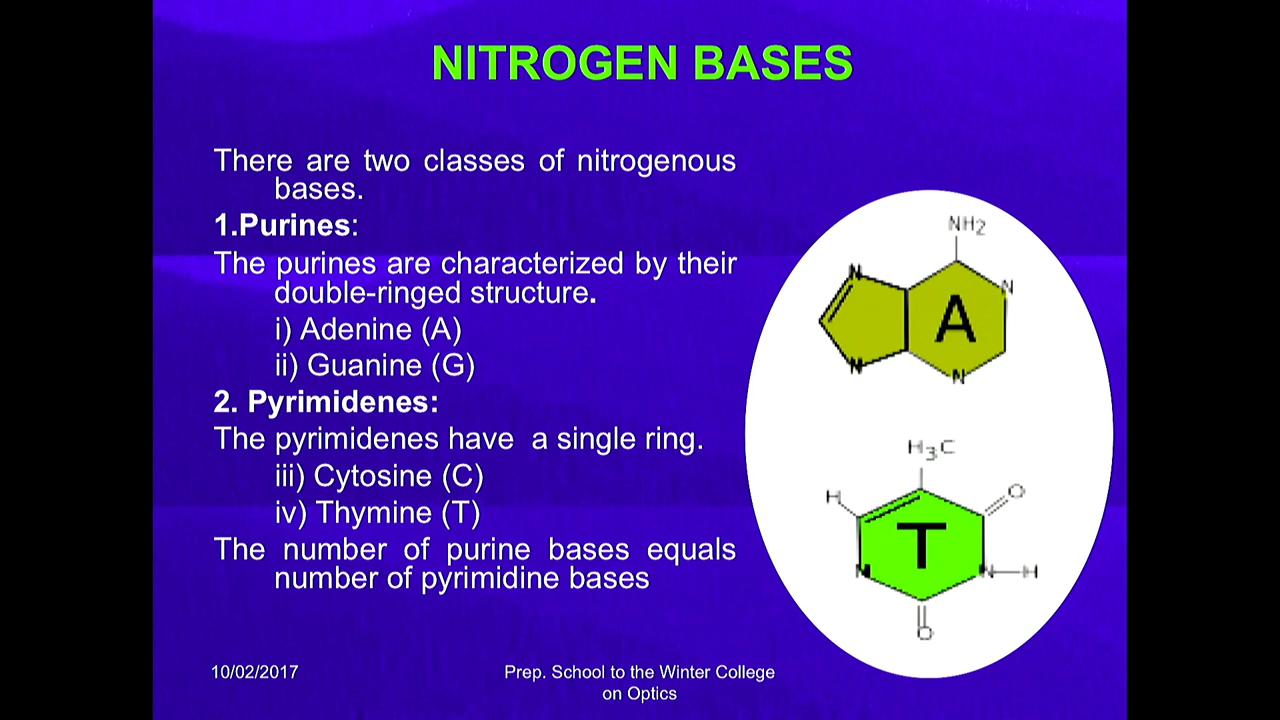 NITROGEN BASES
There are two classes of nitrogenous
bases.
1.Purines:
The purines are characterized by their
double-ringed structure.
i) Adenine (A)
ii) Guanine (G)
2. Pyrimidenes:
The pyrimidenes have a single ring.
iii) Cytosine (C)
iv) Thymine (T)
The number of purine bases equals
number of pyrimidine bases
NH2
N
N
A
N
N
H3C
H
O
T
N
N—H
O
10/02/2017
Prep. School to the Winter College
on Optics